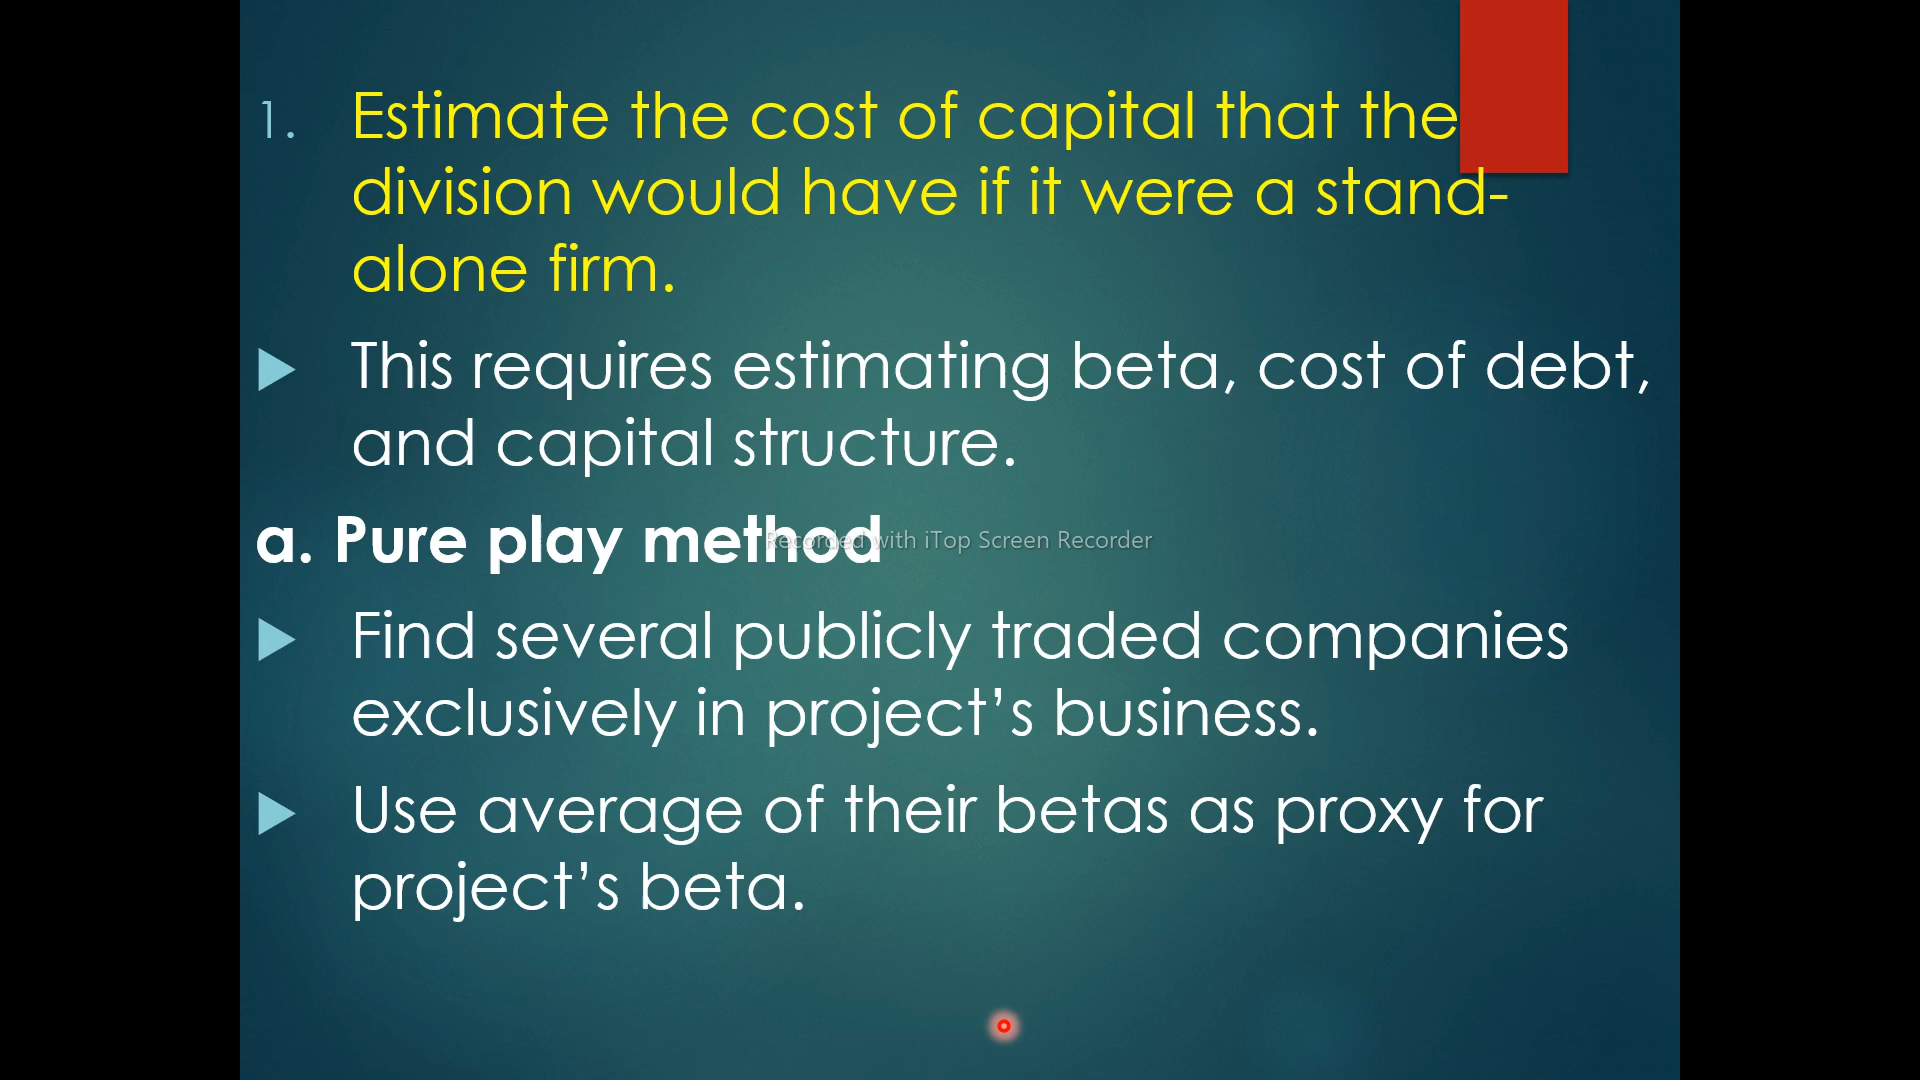 1. Estimate the cost of capital that the
division would have if it were a stand-
alone firm.
This requires estimating beta, cost of debt,
and capital structure.
a. Pure play method
Recorded with iTop Screen Recorder
Find several publicly traded companies
exclusively in project’s business.
Use average of their betas as proxy for
project’s beta.